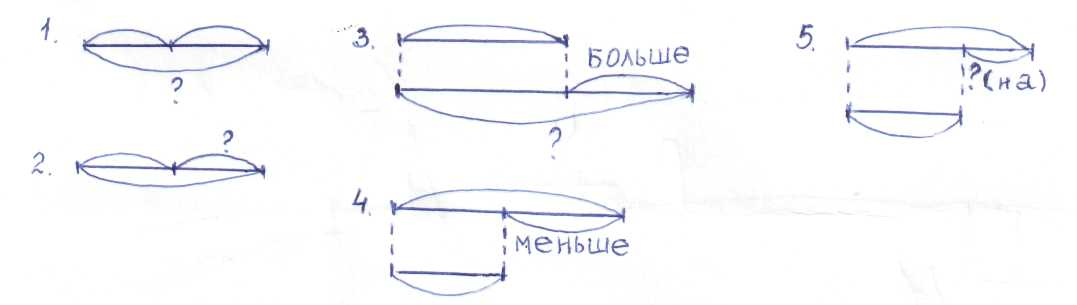 1.
?
2.
?
3.
больше
?
4.
меньше
5.
?(на)